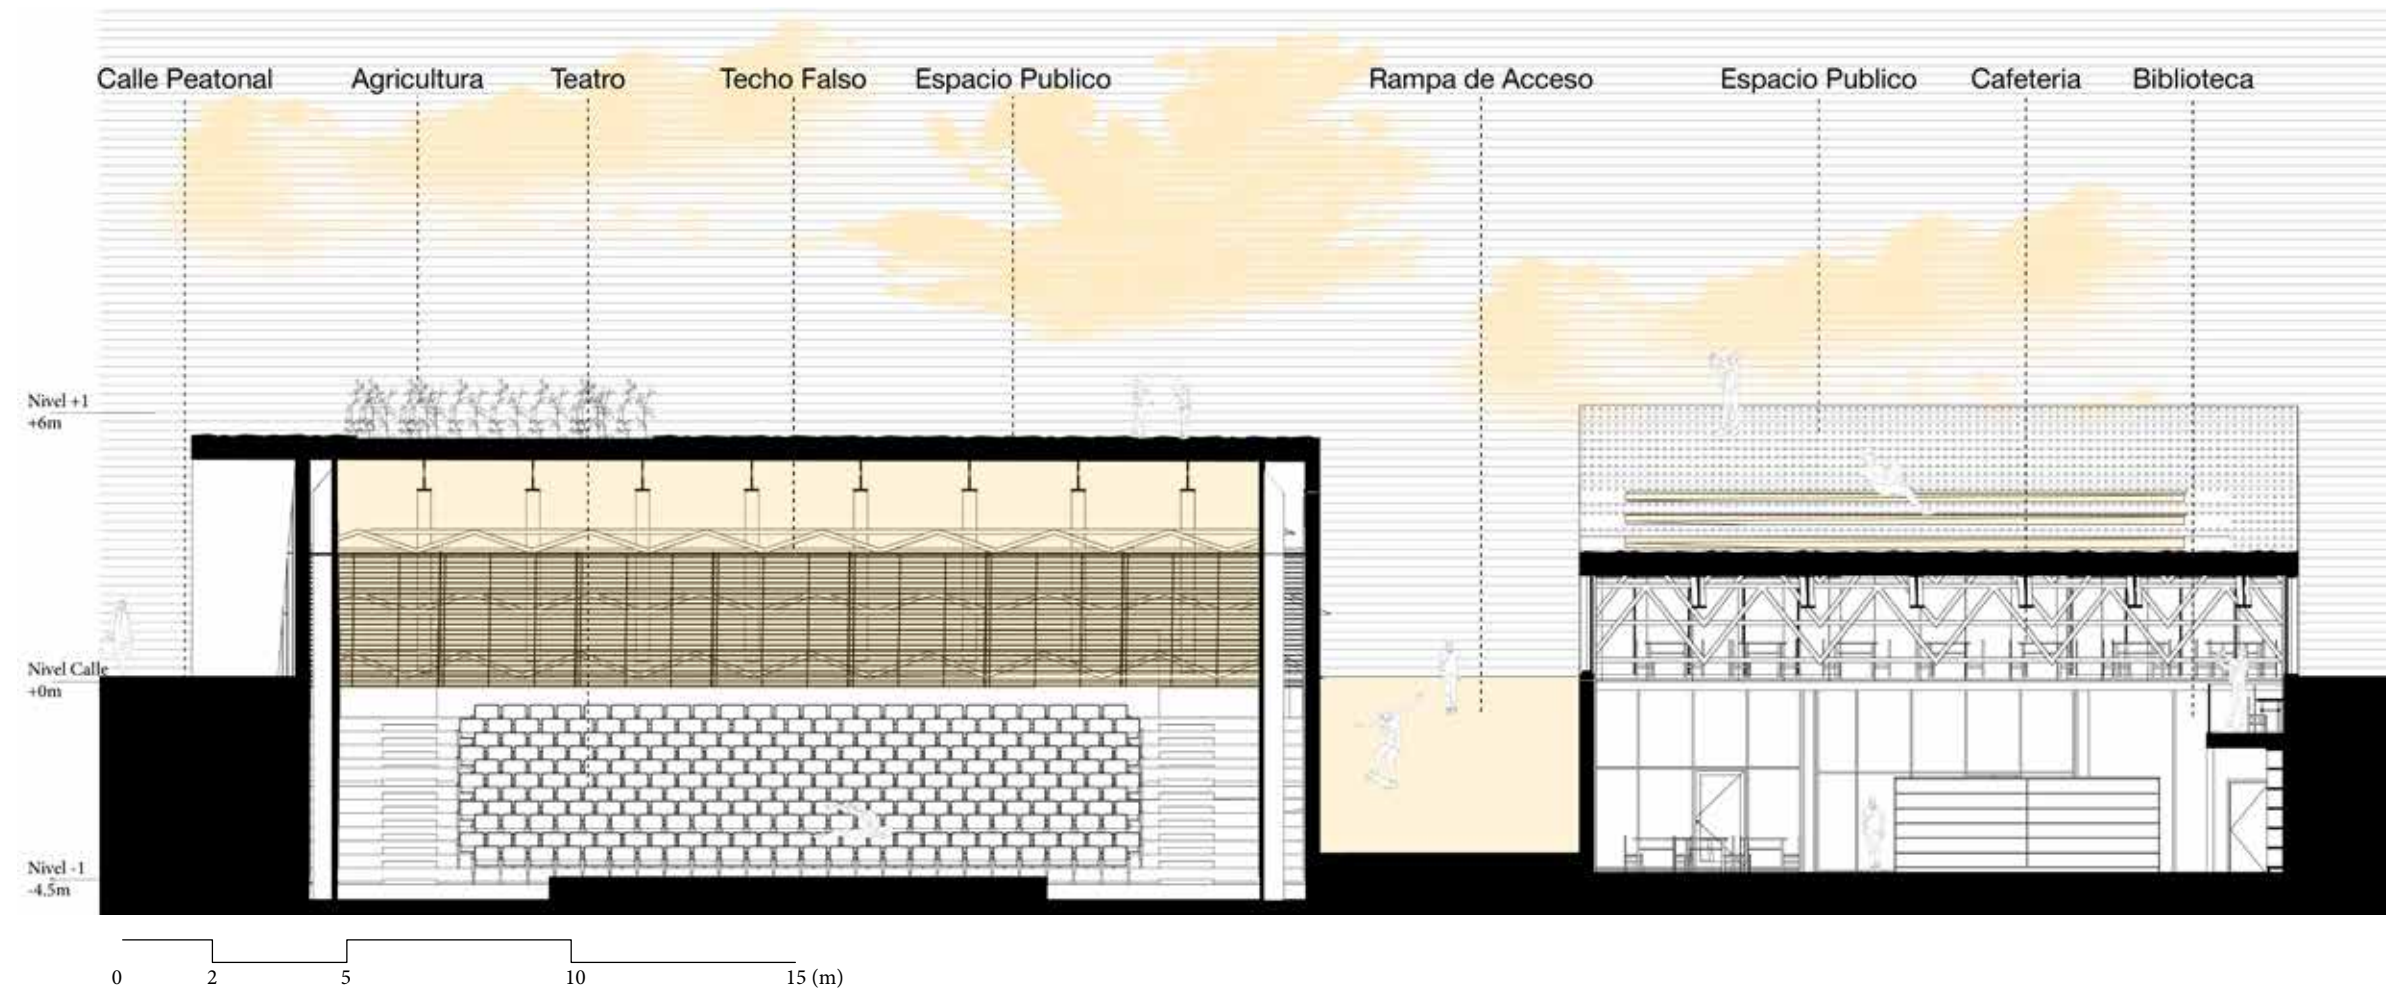 Calle Peatonal
Agricultura
Teatro
Techo Falso
Espacio Publico
Rampa de Acceso
Espacio Publico
Cafeteria
Biblioteca
Nivel +1
+6m
Nivel Calle
+0m
Nivel -1
-4.5m
0 2 5 10 15 (m)